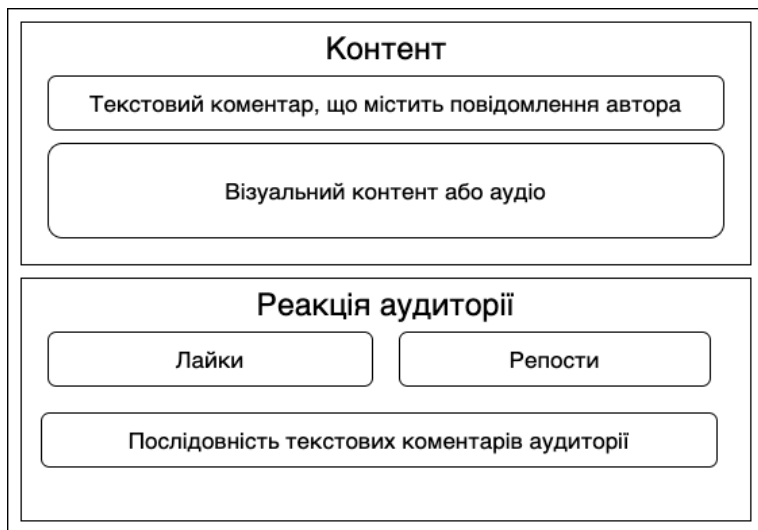 Контент
Текстовий коментар, що містить повідомлення автора
Візуальний контент або аудіо
Реакція аудиторії
Лайки
Репости
Послідовність текстових коментарів аудиторії